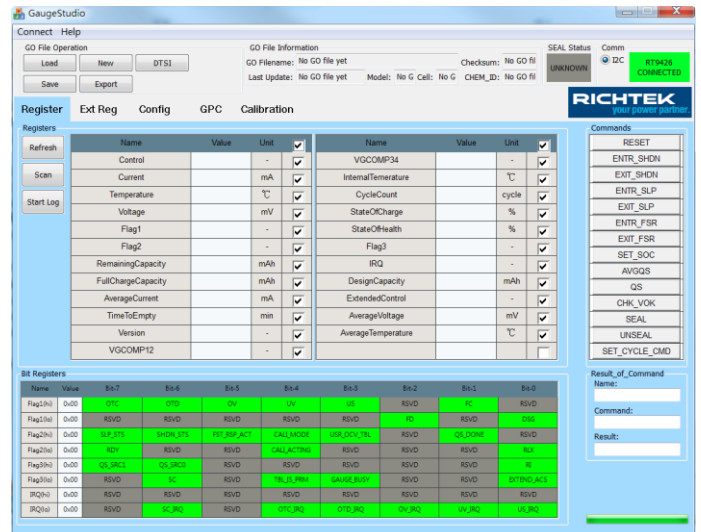 GaugeStudio
Connect Help
GO File Operation
Load New DTSI
Save Export
GO File Information
GO Filename: No GO file yet Checksum: No GO fil
Last Update: No GO file yet Model: No G Cell: No G CHEM_ID: No GO fil
SEAL Status
UNKNOWN
Comm
I2C
RT9426 CONNECTED
RICHTEK
your power partner.
Register Ext Reg Config GPC Calibration
Registers
Refresh
Scan
Start Log
Name Value Unit Name Value Unit
Control - VGCOMP34 -
Current mA InternalTemerature ℃
Temperature ℃ CycleCount cycle
Voltage mV StateOfCharge %
Flag1 - StateOfHealth %
Flag2 - Flag3 -
RemainingCapacity mAh IRQ -
FullChargeCapacity mAh DesignCapacity mAh
AverageCurrent mA ExtendedControl -
TimeToEmpty min AverageVoltage mV
Version - AverageTemperature ℃
VGCOMP12 -
Commands
RESET
ENTR_SHDN
EXIT_SHDN
ENTR_SLP
EXIT_SLP
ENTR_FSR
EXIT_FSR
SET_SOC
AVGQS
QS
CHK_VOK
SEAL
UNSEAL
SET_CYCLE_CMD
Bit Registers
Name Value Bit-7 Bit-6 Bit-5 Bit-4 Bit-3 Bit-2 Bit-1 Bit-0
Flag1(hi) 0x00 OTC OTD OV UV US RSVD FC RSVD
Flag1(lo) 0x00 RSVD RSVD RSVD RSVD RSVD FD RSVD DSG
Flag2(hi) 0x00 SLP_STS SHDN_STS FST_RSP_ACT CALI_MODE USR_OCV_TBL RSVD QS_DONE RSVD
Flag2(lo) 0x00 RDY RSVD RSVD CALI_ACTING RSVD RSVD RSVD RLX
Flag3(hi) 0x00 QS_SRC1 QS_SRC0 RSVD RSVD RSVD RSVD RSVD RI
Flag3(lo) 0x00 RSVD SC RSVD TBL_IS_PRM GAUGE_BUSY RSVD RSVD EXTEND_ACS
IRQ(hi) 0x00 RSVD RSVD RSVD RSVD RSVD RSVD RSVD RSVD
IRQ(lo) 0x00 RSVD SC_IRQ RSVD OTC_IRQ OTD_IRQ OV_IRQ UV_IRQ US_IRQ
Result_of_Command
Name:
Command:
Result: